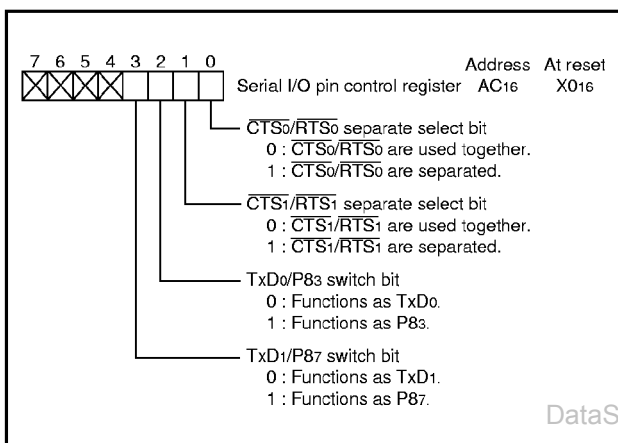 Address At reset
7 6 5 4 3 2 1 0
Serial I/O pin control register AC16 X016
CTS0/RTS0 separate select bit
0 : CTS0/RTS0 are used together.
1 : CTS0/RTS0 are separated.
CTS1/RTS1 separate select bit
0 : CTS1/RTS1 are used together.
1 : CTS1/RTS1 are separated.
TxD0/P83 switch bit
0 : Functions as TxD0.
1 : Functions as P83.
TxD1/P87 switch bit
0 : Functions as TxD1.
1 : Functions as P87.
DataS